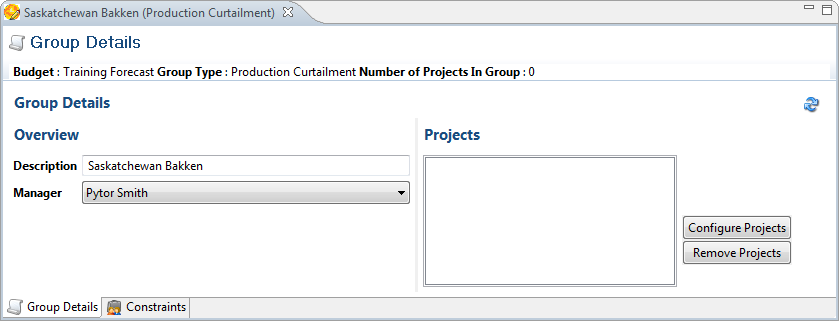 Saskatchewan Bakken (Production Curtailment)
Group Details
Budget : Training Forecast Group Type : Production Curtailment Number of Projects In Group : 0
Group Details
Overview
Projects
Description Saskatchewan Bakken
Manager Pytor Smith
Configure Projects
Remove Projects
Group Details Constraints